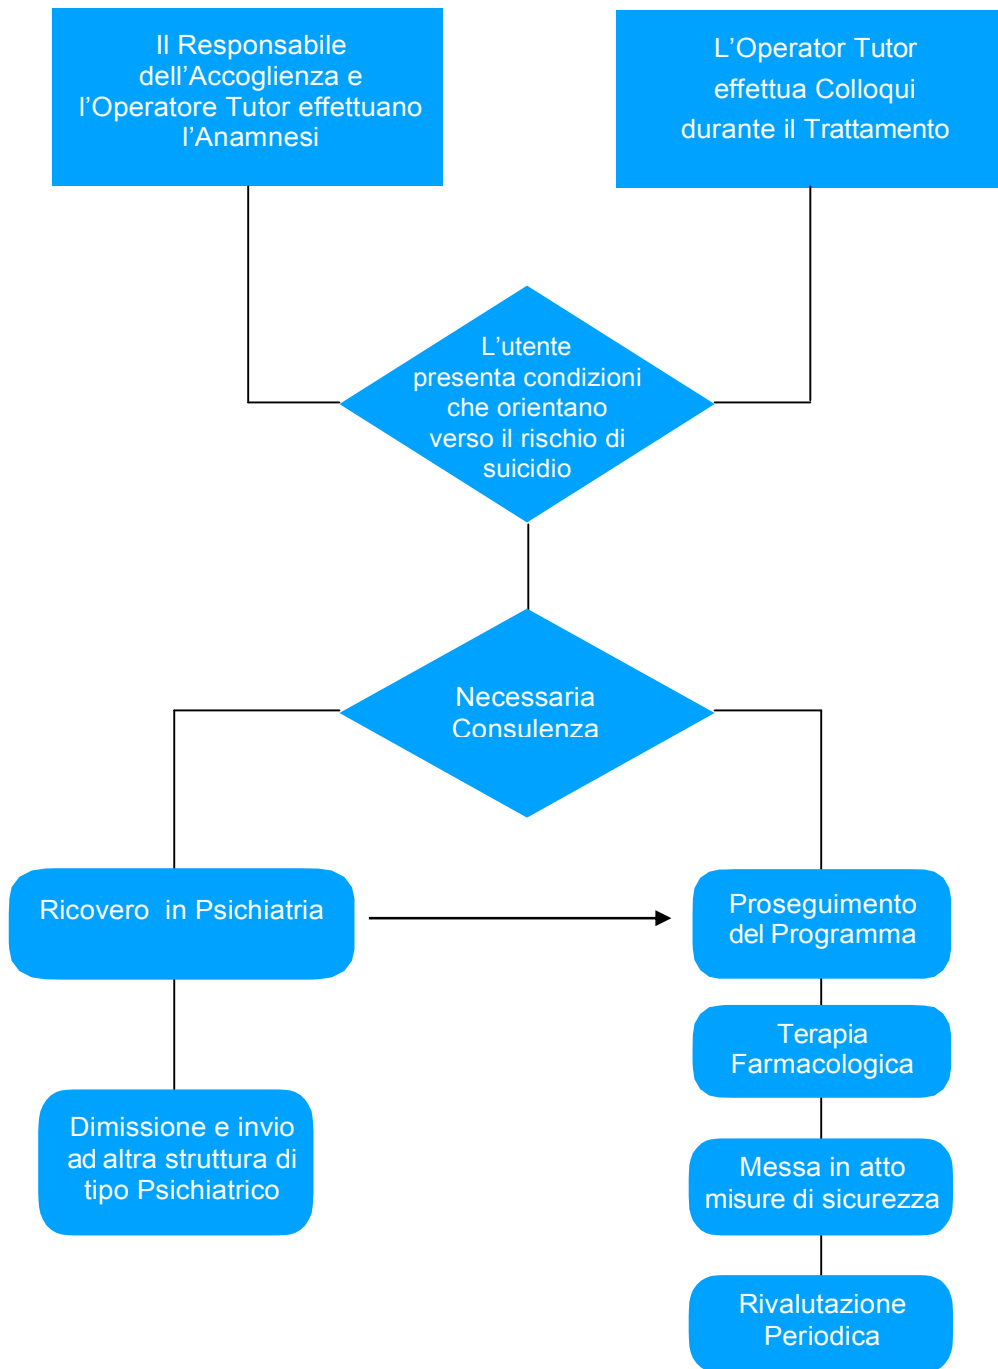 Il Responsabile
dell’Accoglienza e
l’Operatore Tutor effettuano
l’Anamnesi
L’Operator Tutor
effettua Colloqui
durante il Trattamento
L’utente
presenta condizioni
che orientano
verso il rischio di
suicidio
Necessaria
Consulenza
Ricovero in Psichiatria
Proseguimento
del Programma
Terapia
Farmacologica
Dimissione e invio
ad altra struttura di
tipo Psichiatrico
Messa in atto
misure di sicurezza
Rivalutazione
Periodica